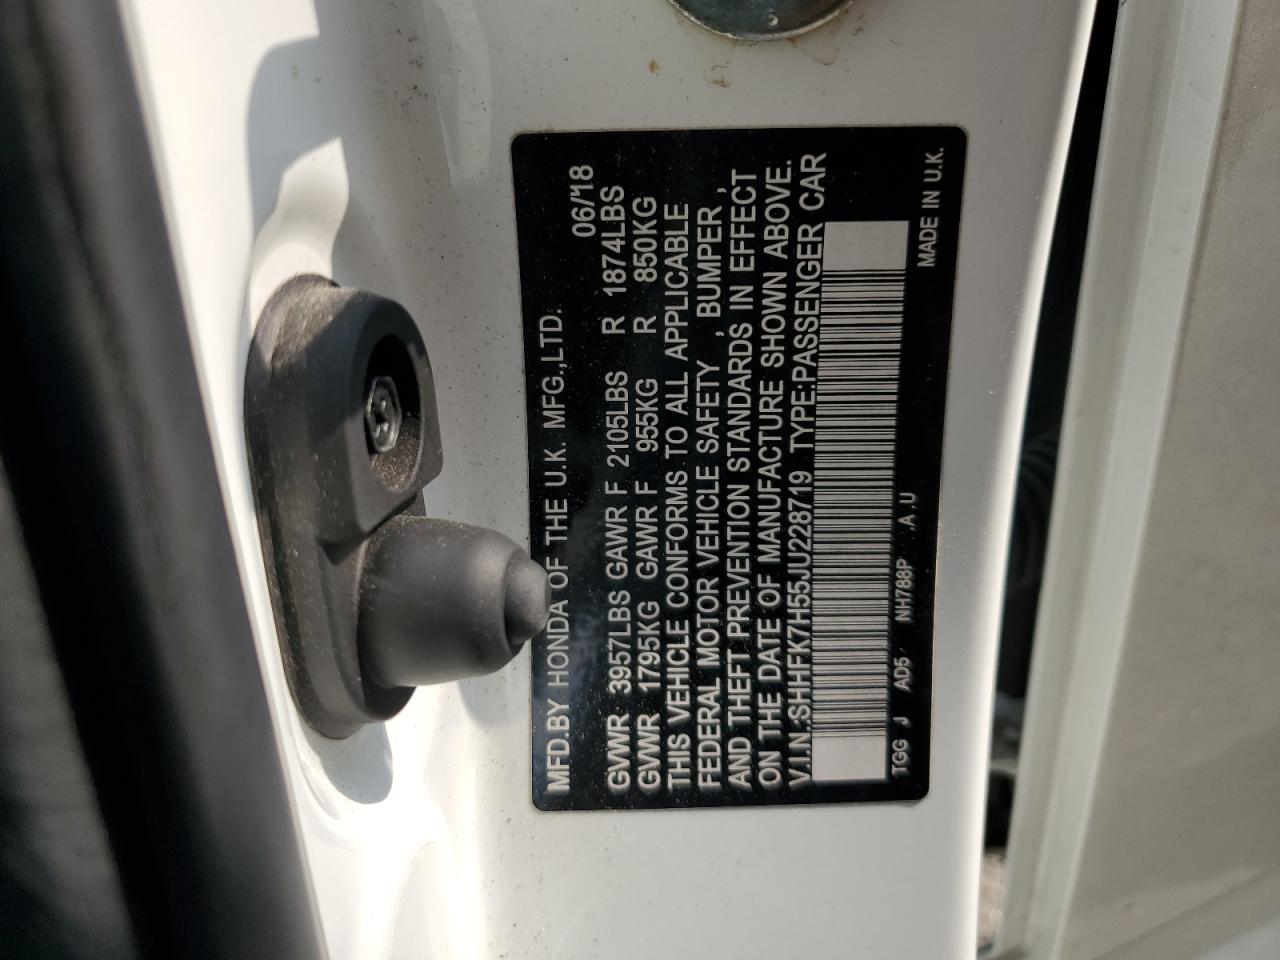 MFD.BY HONDA OF THE U.K. MFG.,LTD. 06/'18
GVWR 3957LBS GAWR F 2105LBS R 1874LBS
GVWR 1795KG GAWR F 955KG R 850KG
THIS VEHICLE CONFORMS TO ALL APPLICABLE
FEDERAL MOTOR VEHICLE SAFETY , BUMPER ,
AND THEFT PREVENTION STANDARDS IN EFFECT
ON THE DATE OF MANUFACTURE SHOWN ABOVE.
V.I.N.:SHHFK7H55JU228719 TYPE:PASSENGER CAR
TGG J AD5 NH788P .A.U MADE IN U.K.